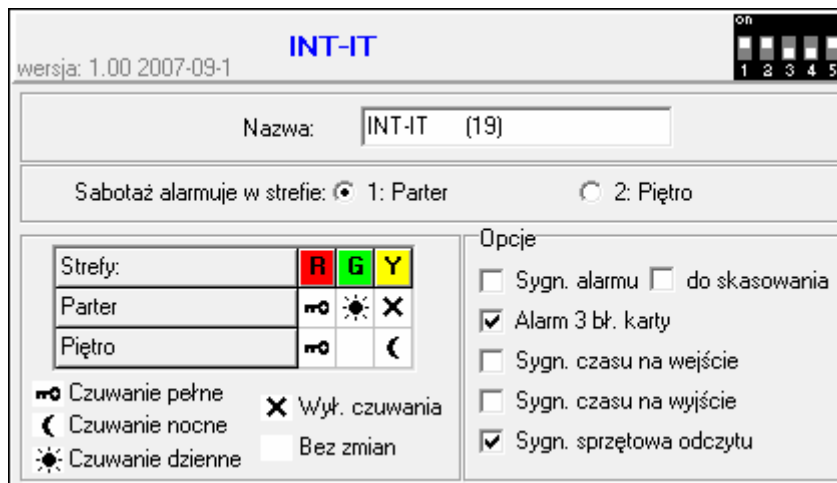 on
INT-IT
wersja: 1.00 2007-09-1
1 2 3 4 5
Nazwa: INT-IT (19)
Sabotaż alarmuje w strefie: 1: Parter 2: Piętro
Strefy: R G Y
Parter
Piętro
Czuwanie pełne
Czuwanie nocne
Czuwanie dzienne
Wył. czuwania
Bez zmian
Opcje
Sygn. alarmu do skasowania
Alarm 3 bł. karty
Sygn. czasu na wejście
Sygn. czasu na wyjście
Sygn. sprzętowa odczytu